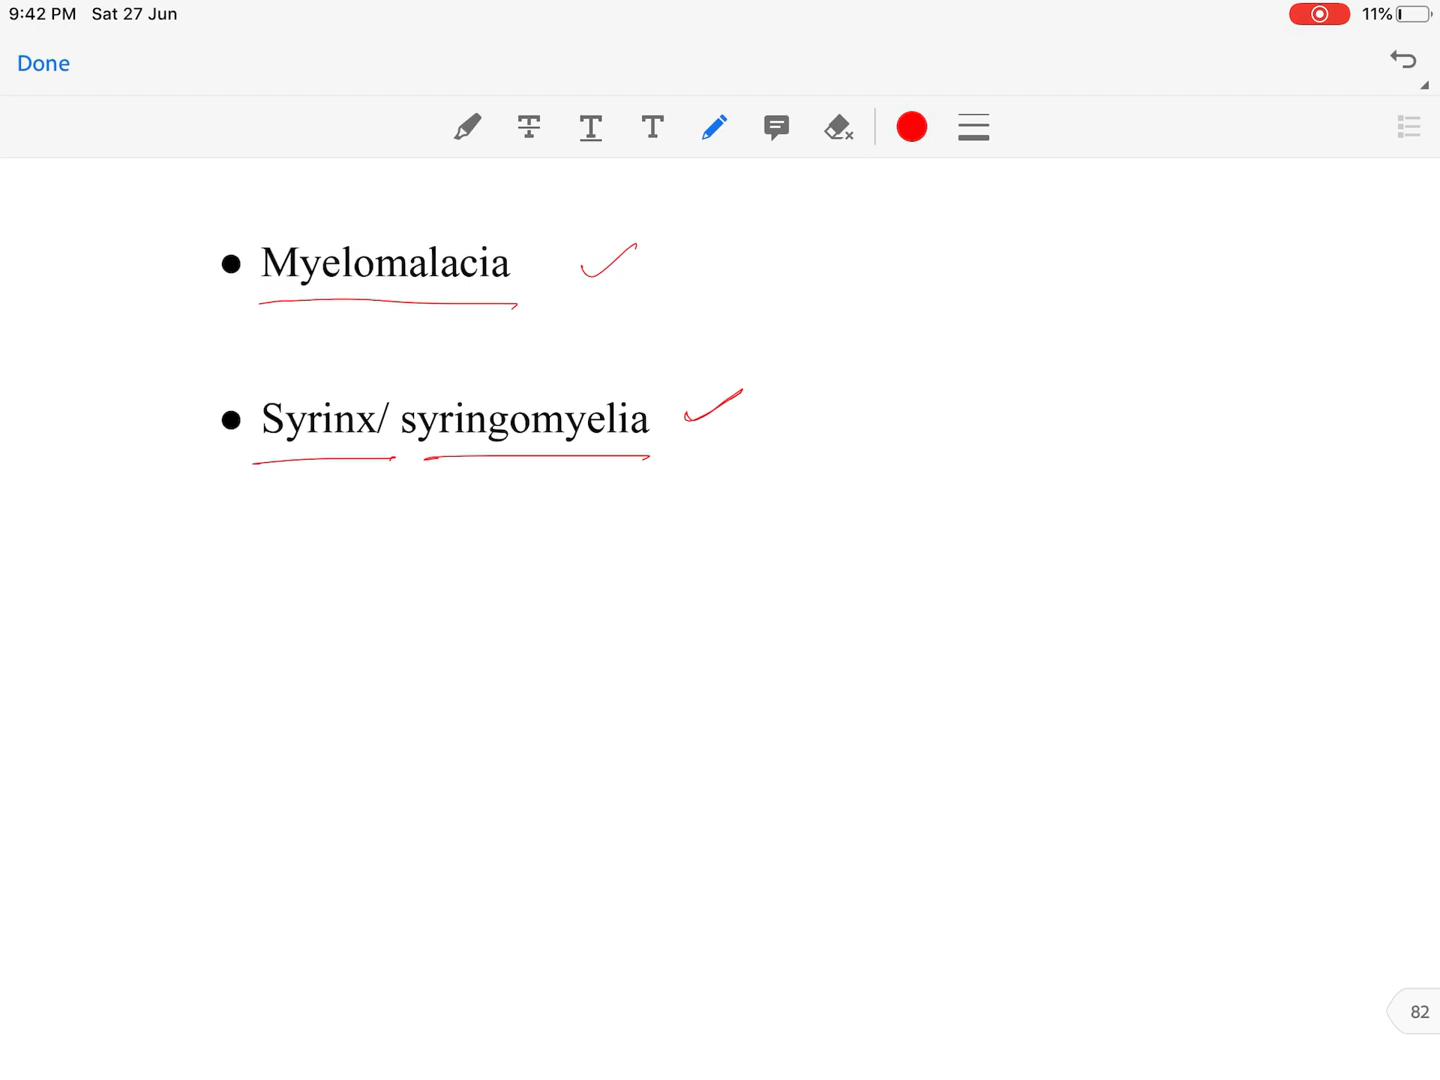 9:42 PM Sat 27 Jun
11%
Done
T T T
● Myelomalacia
● Syrinx/ syringomyelia
82